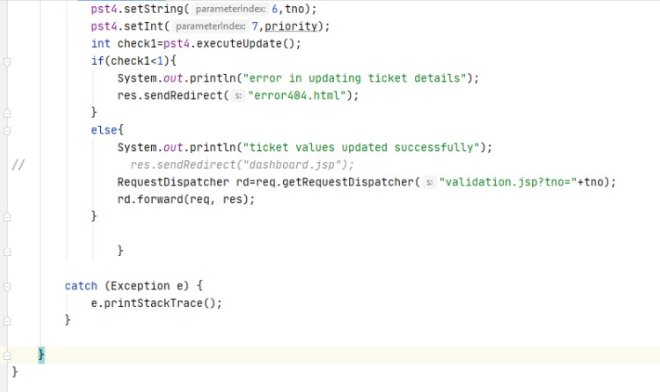 pst4.setString( parameterIndex: 6,tno);
pst4.setInt( parameterIndex: 7,priority);
int check1=pst4.executeUpdate();
if(check1<1){
System.out.println("error in updating ticket details");
res.sendRedirect( s: "error404.html");
}
else{
System.out.println("ticket values updated successfully");
// res.sendRedirect("dashboard.jsp");
RequestDispatcher rd=req.getRequestDispatcher( s: "validation.jsp?tno="+tno);
rd.forward(req, res);
}
}
catch (Exception e) {
e.printStackTrace();
}
}
}